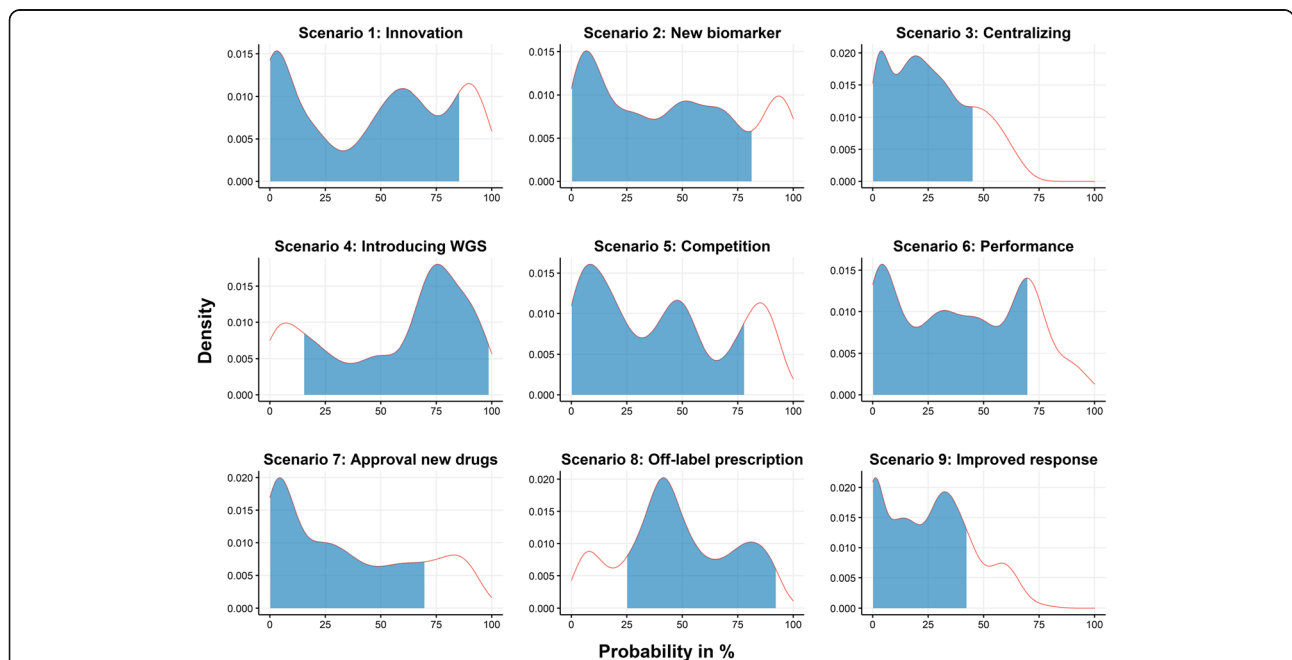 Scenario 1: Innovation
Scenario 2: New biomarker
Scenario 3: Centralizing
0.015
0.010
0.005
0.000
0 25 50 75 100
0.015
0.010
0.005
0.000
0 25 50 75 100
0.020
0.015
0.010
0.005
0.000
0 25 50 75 100
Scenario 4: Introducing WGS
Scenario 5: Competition
Scenario 6: Performance
Density
0.015
0.010
0.005
0.000
0 25 50 75 100
0.015
0.010
0.005
0.000
0 25 50 75 100
0.015
0.010
0.005
0.000
0 25 50 75 100
Scenario 7: Approval new drugs
Scenario 8: Off-label prescription
Scenario 9: Improved response
0.020
0.015
0.010
0.005
0.000
0 25 50 75 100
0.020
0.015
0.010
0.005
0.000
0 25 50 75 100
0.020
0.015
0.010
0.005
0.000
0 25 50 75 100
Probability in %